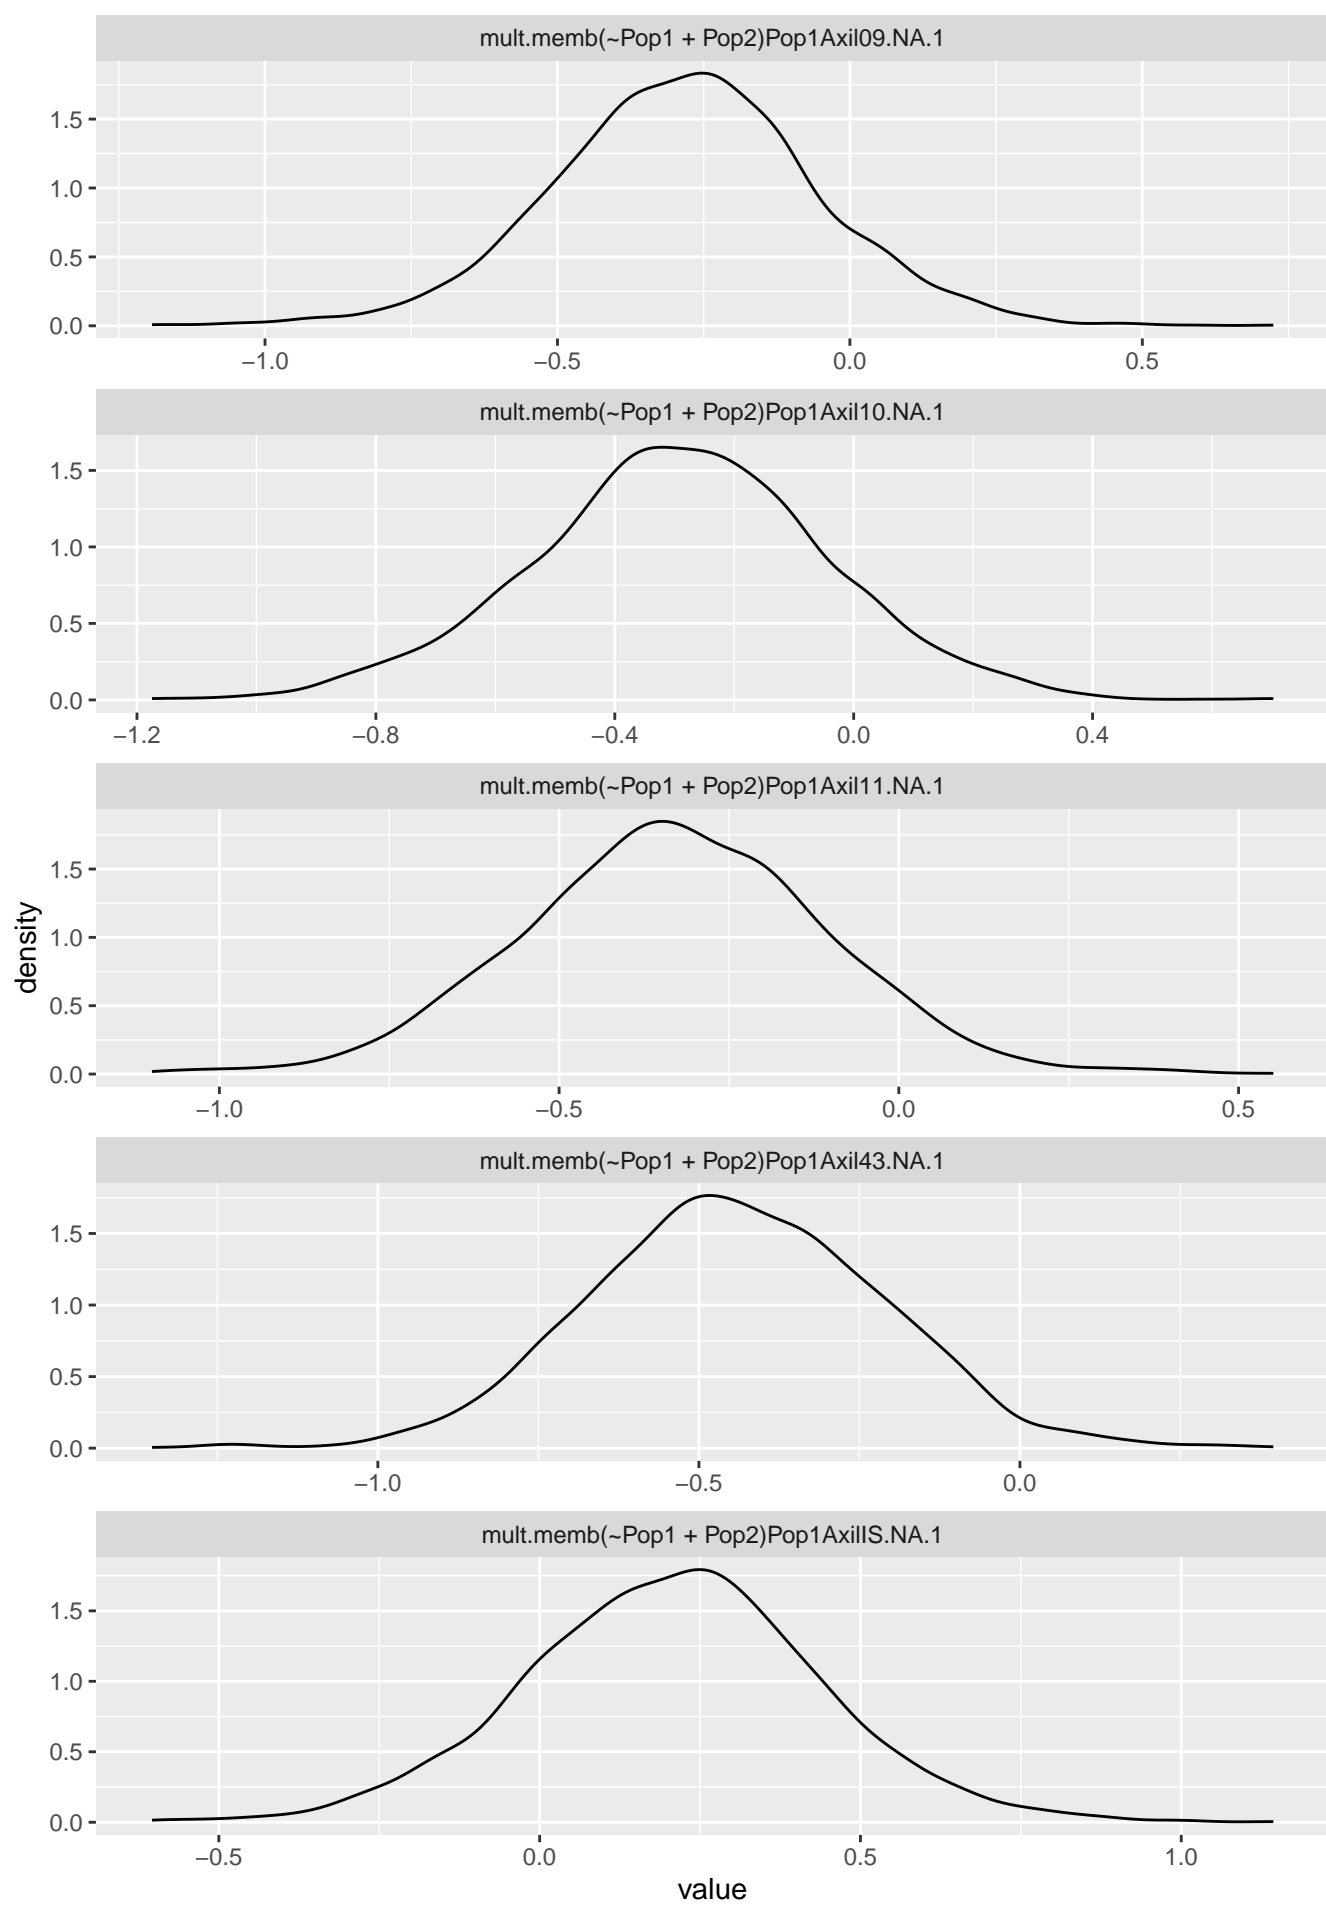 mult.memb(~Pop1 + Pop2)Pop1Axil09.NA.1
1.5
1.0
0.5
0.0
−1.0 −0.5 0.0 0.5
mult.memb(~Pop1 + Pop2)Pop1Axil10.NA.1
1.5
1.0
0.5
0.0
−1.2 −0.8 −0.4 0.0 0.4
mult.memb(~Pop1 + Pop2)Pop1Axil11.NA.1
1.5
1.0
0.5
0.0
−1.0 −0.5 0.0 0.5
density
mult.memb(~Pop1 + Pop2)Pop1Axil43.NA.1
1.5
1.0
0.5
0.0
−1.0 −0.5 0.0
mult.memb(~Pop1 + Pop2)Pop1AxilIS.NA.1
1.5
1.0
0.5
0.0
−0.5 0.0 0.5 1.0
value